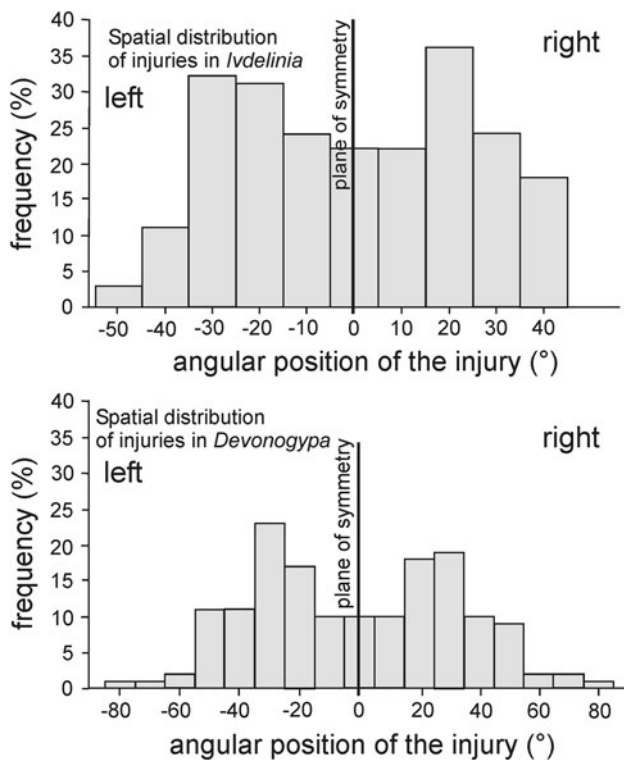 Spatial distribution
of injuries in Ivdelinia
left
right
plane of symmetry
frequency (%)
40
35
30
25
20
15
10
5
0
-50 -40 -30 -20 -10 0 10 20 30 40
angular position of the injury (°)
Spatial distribution
of injuries in Devonogypa
left
right
plane of symmetry
frequency (%)
40
35
30
25
20
15
10
5
0
-80 -60 -40 -20 0 20 40 60 80
angular position of the injury (°)